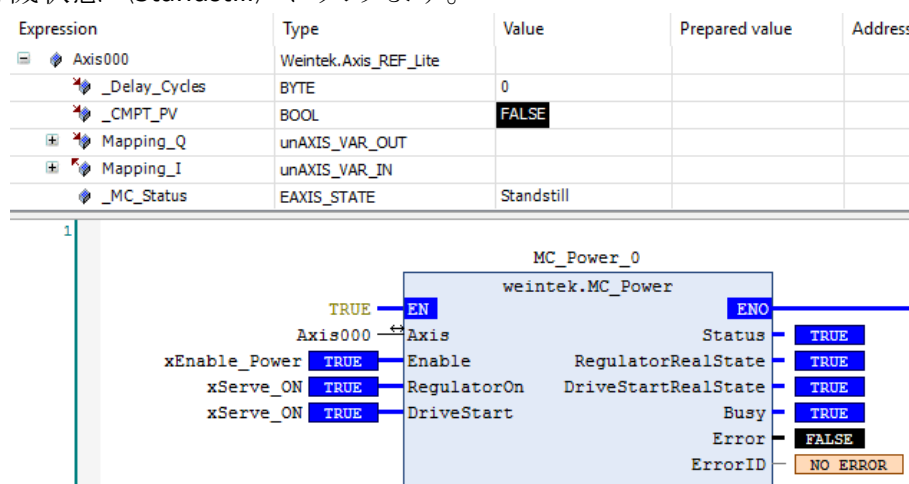 (Standstill)
Expression Type Value Prepared value Address
Axis000 Weintek.Axis_REF_Lite
_Delay_Cycles BYTE 0
_CMPT_PV BOOL FALSE
Mapping_Q unAXIS_VAR_OUT
Mapping_I unAXIS_VAR_IN
_MC_Status EAXIS_STATE Standstill
1
MC_Power_0
weintek.MC_Power
TRUE EN ENO
Axis000 Axis Status TRUE
xEnable_Power TRUE Enable RegulatorRealState TRUE
xServe_ON TRUE RegulatorOn DriveStartRealState TRUE
xServe_ON TRUE DriveStart Busy TRUE
Error FALSE
ErrorID NO ERROR